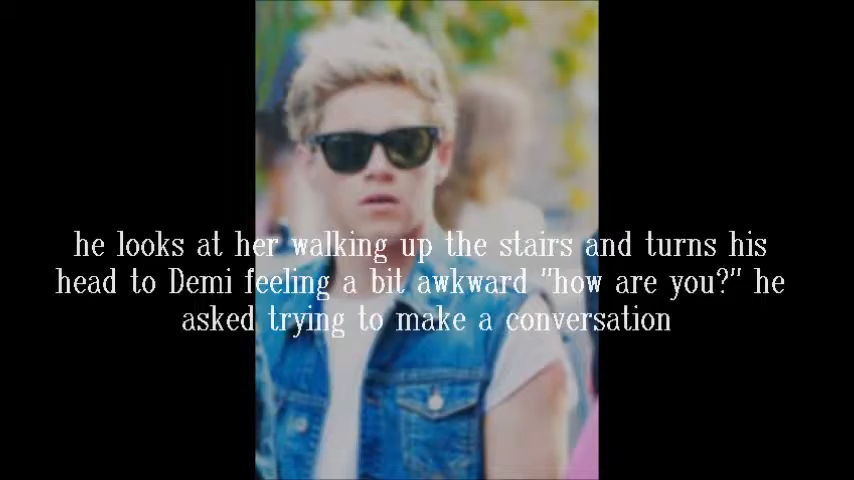 he looks at her walking up the stairs and turns his
head to Demi feeling a bit awkward "how are you?" he
asked trying to make a conversation